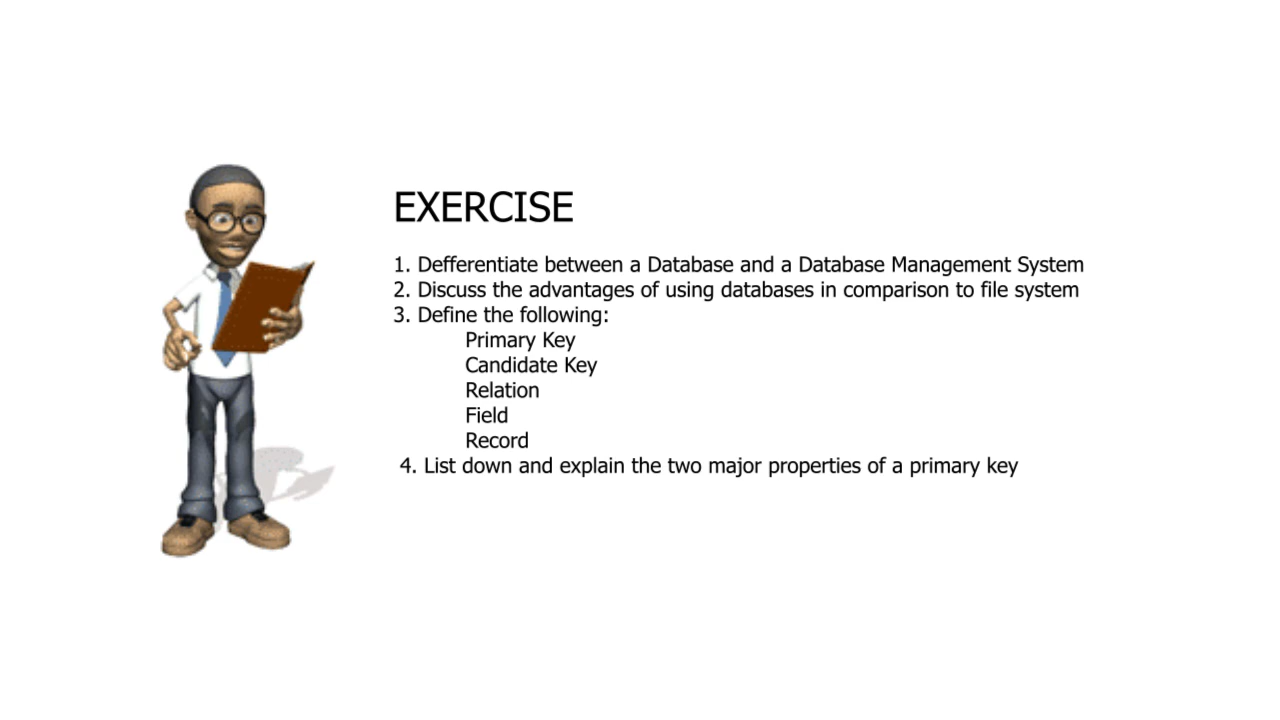 EXERCISE
1. Defferentiate between a Database and a Database Management System
2. Discuss the advantages of using databases in comparison to file system
3. Define the following:
Primary Key
Candidate Key
Relation
Field
Record
4. List down and explain the two major properties of a primary key